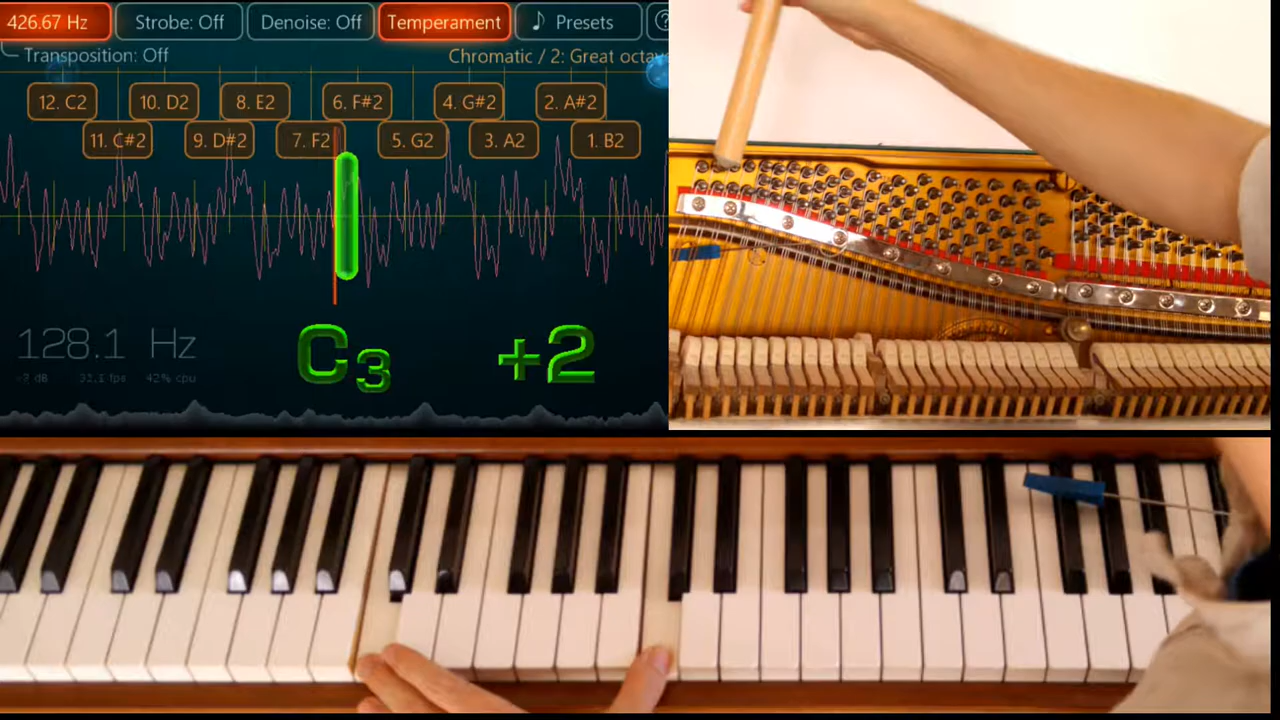 426.67 Hz Strobe: Off Denoise: Off Temperament Presets
Transposition: Off Chromatic / 2: Great octav
12. C2 10. D2 8. E2 6. F#2 4. G#2 2. A#2
11. C#2 9. D#2 7. F2 5. G2 3. A2 1. B2
128.1 Hz C3 +2
42% cpu